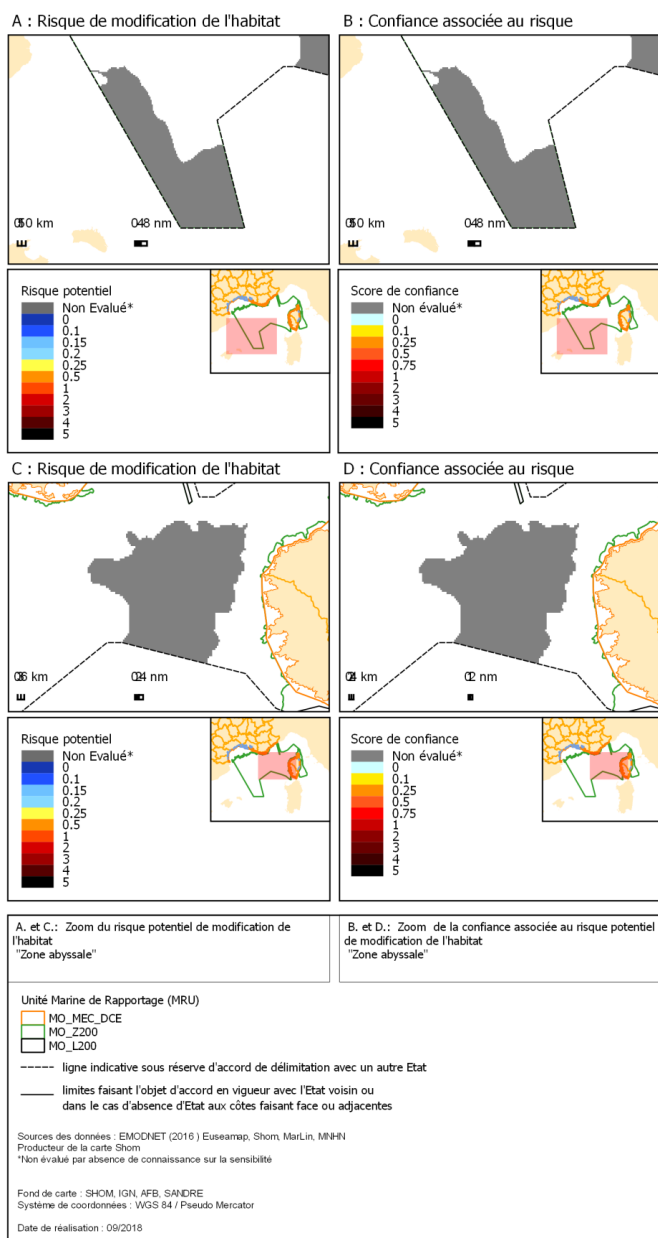 A : Risque de modification de l'habitat
B : Confiance associée au risque
km
nm
km
nm
Risque potentiel
Non Evalué*
0
0.1
0.15
0.2
0.25
0.5
1
2
3
4
5
Score de confiance
Non évalué*
0
0.1
0.25
0.5
0.75
1
2
3
4
5
C : Risque de modification de l'habitat
D : Confiance associée au risque
km
nm
km
nm
Risque potentiel
Non Evalué*
0
0.1
0.15
0.2
0.25
0.5
1
2
3
4
5
Score de confiance
Non évalué*
0
0.1
0.25
0.5
0.75
1
2
3
4
5
A. et C.: Zoom du risque potentiel de modification de
l'habitat
"Zone abyssale"
B. et D.: Zoom de la confiance associée au risque potentiel
de modification de l'habitat
"Zone abyssale"
Unité Marine de Rapportage (MRU)
MO_MEC_DCE
MO_Z200
MO_L200
ligne indicative sous réserve d'accord de délimitation avec un autre Etat
limites faisant l'objet d'accord en vigueur avec l'Etat voisin ou
dans le cas d'absence d'Etat aux côtes faisant face ou adjacentes
Sources des données : EMODNET (2016 ) Euseamap, Shom, MarLin, MNHN
Producteur de la carte Shom
*Non évalué par absence de connaissance sur la sensibilité
Fond de carte : SHOM, IGN, AFB, SANDRE
Système de coordonnées : WGS 84 / Pseudo Mercator
Date de réalisation : 09/2018